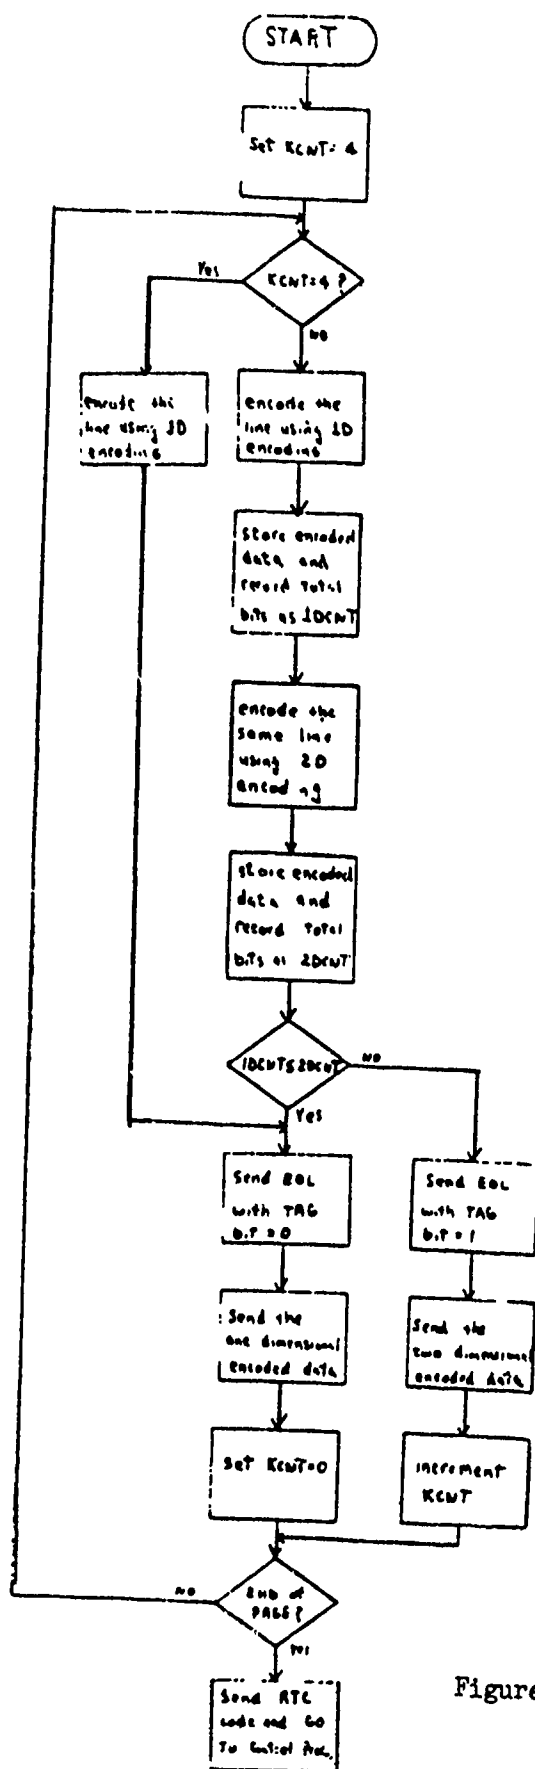 START
Set KCNT = 4
KCNT=4 ?
Yes
NO
encode the
line using 1D
encoding
encode the
line using 1D
encoding
store encoded
data and
record total
bits as 1DCNT
encode the
same line
using 2D
encoding
store encoded
data and
record total
bits as 2DCNT
1DCNT≤2DCNT
NO
Yes
Send EOL
with TAG
bit = 0
Send EOL
with TAG
bit = 1
Send the
one dimensional
encoded data
Send the
two dimensional
encoded data
Set KCNT=0
increment
KCNT
END of
PAGE?
NO
Yes
Send RTC
code and GO
To Control Proc.
Figure